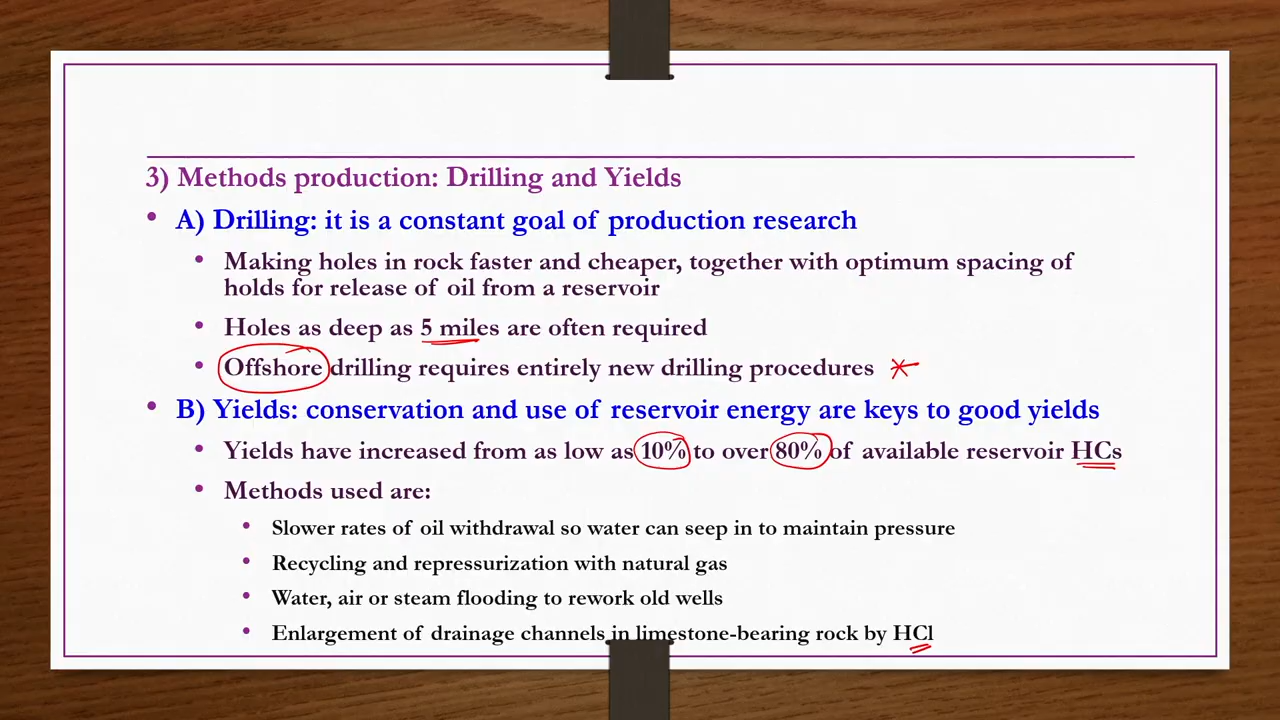 3) Methods production: Drilling and Yields
• A) Drilling: it is a constant goal of production research
• Making holes in rock faster and cheaper, together with optimum spacing of
holds for release of oil from a reservoir
• Holes as deep as 5 miles are often required
• Offshore drilling requires entirely new drilling procedures
• B) Yields: conservation and use of reservoir energy are keys to good yields
• Yields have increased from as low as 10% to over 80% of available reservoir HCs
• Methods used are:
• Slower rates of oil withdrawal so water can seep in to maintain pressure
• Recycling and repressurization with natural gas
• Water, air or steam flooding to rework old wells
• Enlargement of drainage channels in limestone-bearing rock by HCl